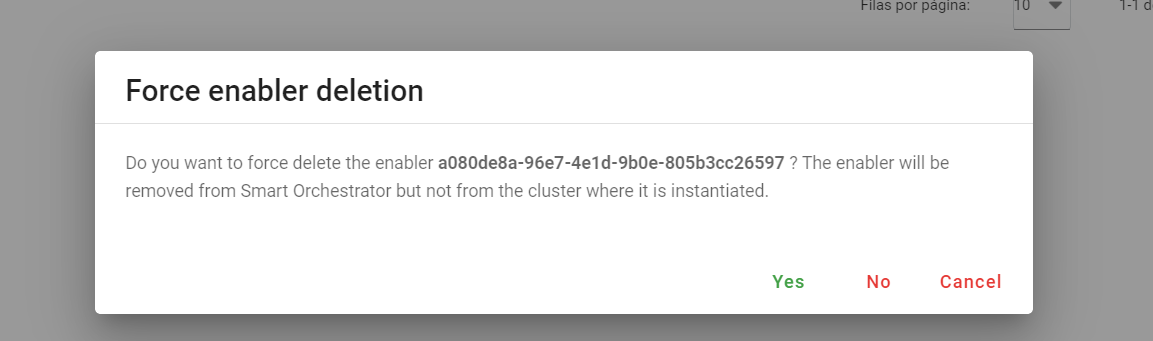 Filas por página: 10 1-1 d
Force enabler deletion
Do you want to force delete the enabler a080de8a-96e7-4e1d-9b0e-805b3cc26597 ? The enabler will be
removed from Smart Orchestrator but not from the cluster where it is instantiated.
Yes No Cancel